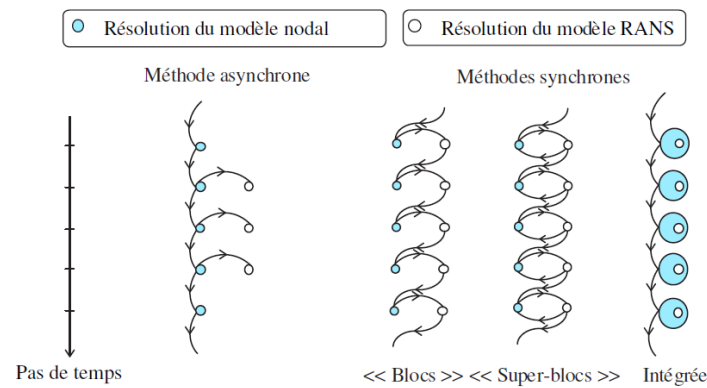 Résolution du modèle nodal
Résolution du modèle RANS
Méthode asynchrone
Méthodes synchrones
Pas de temps
<< Blocs >>
<< Super-blocs >>
Intégrée